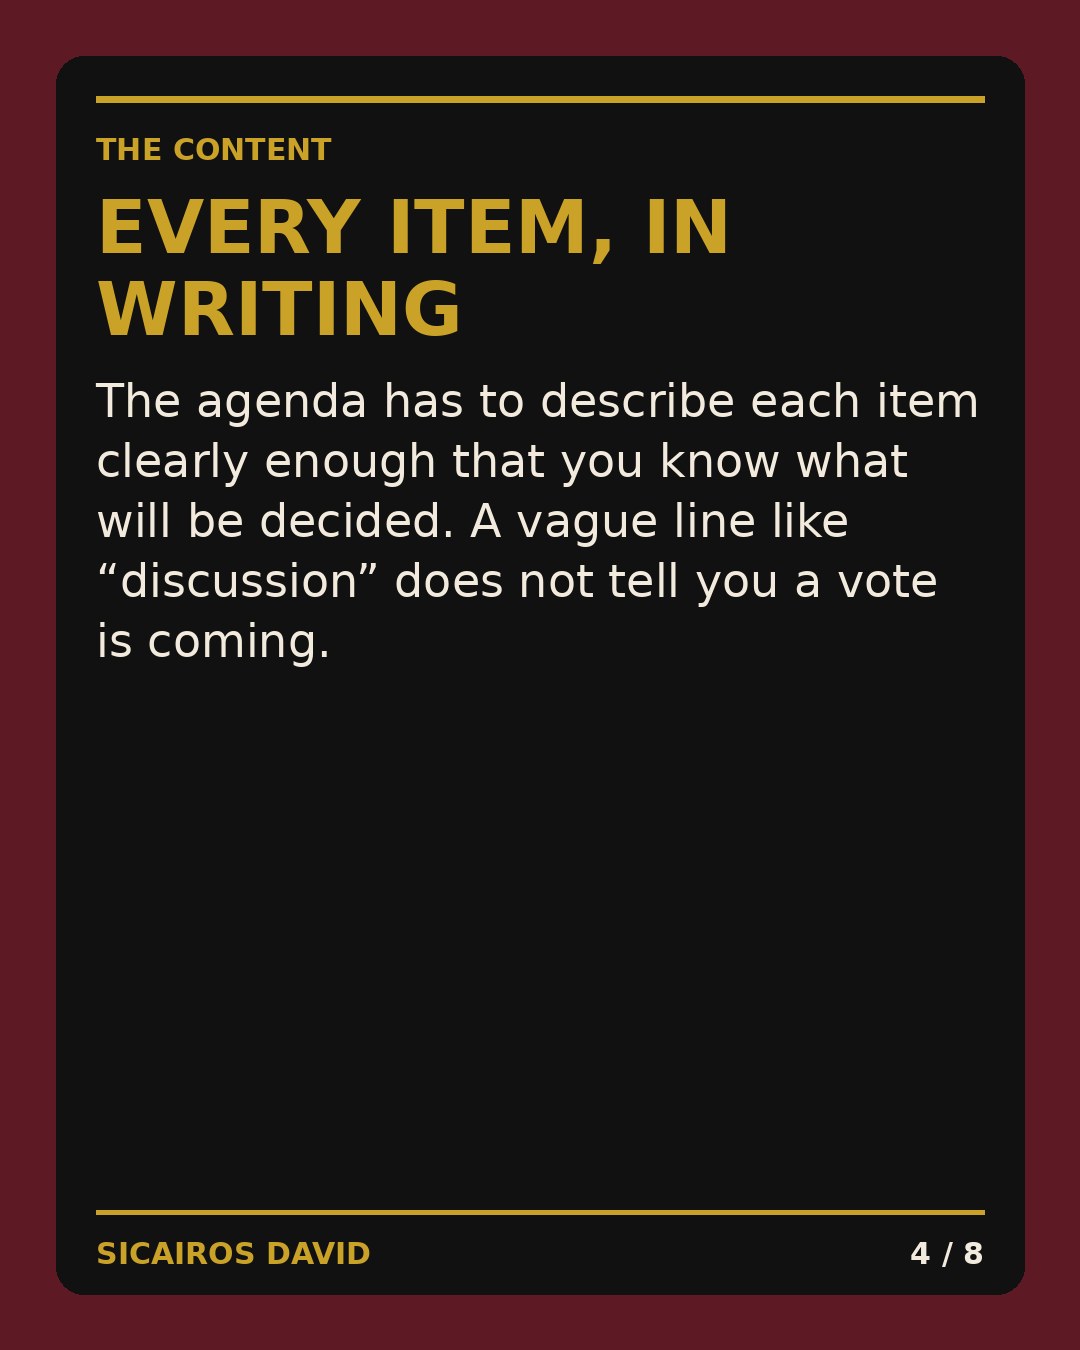 THE CONTENT
EVERY ITEM, IN
WRITING
The agenda has to describe each item
clearly enough that you know what
will be decided. A vague line like
“discussion” does not tell you a vote
is coming.
SICAIROS DAVID
4 / 8